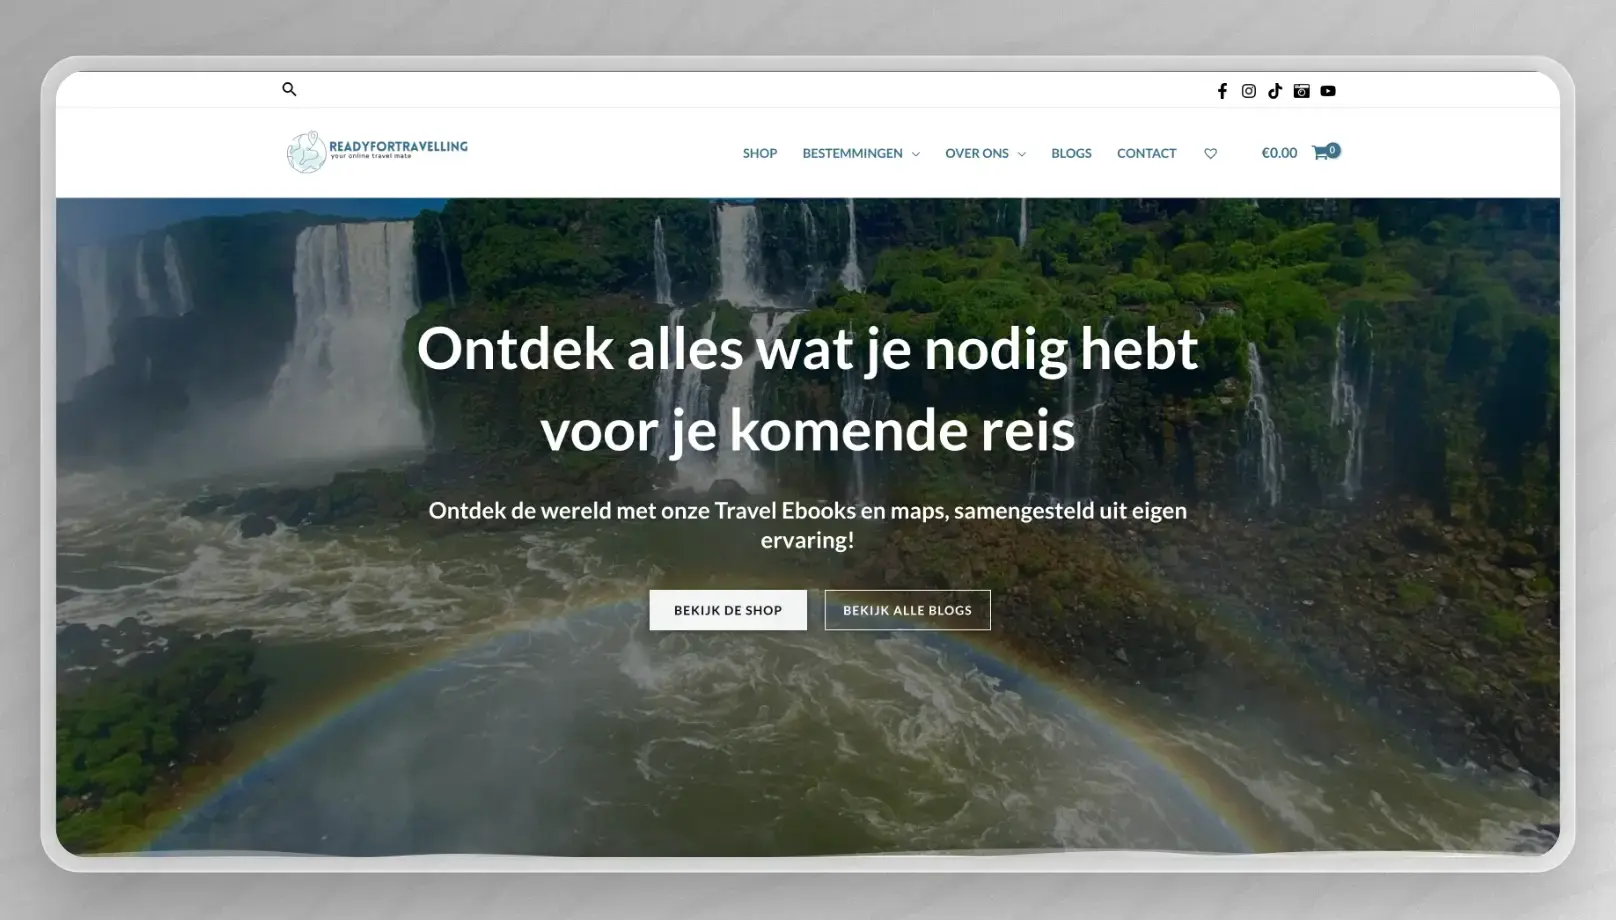 READYFORTRAVELLING
your online travel mate
SHOP BESTEMMINGEN OVER ONS BLOGS CONTACT €0.00 0
Ontdek alles wat je nodig hebt
voor je komende reis
Ontdek de wereld met onze Travel Ebooks en maps, samengesteld uit eigen
ervaring!
BEKIJK DE SHOP BEKIJK ALLE BLOGS